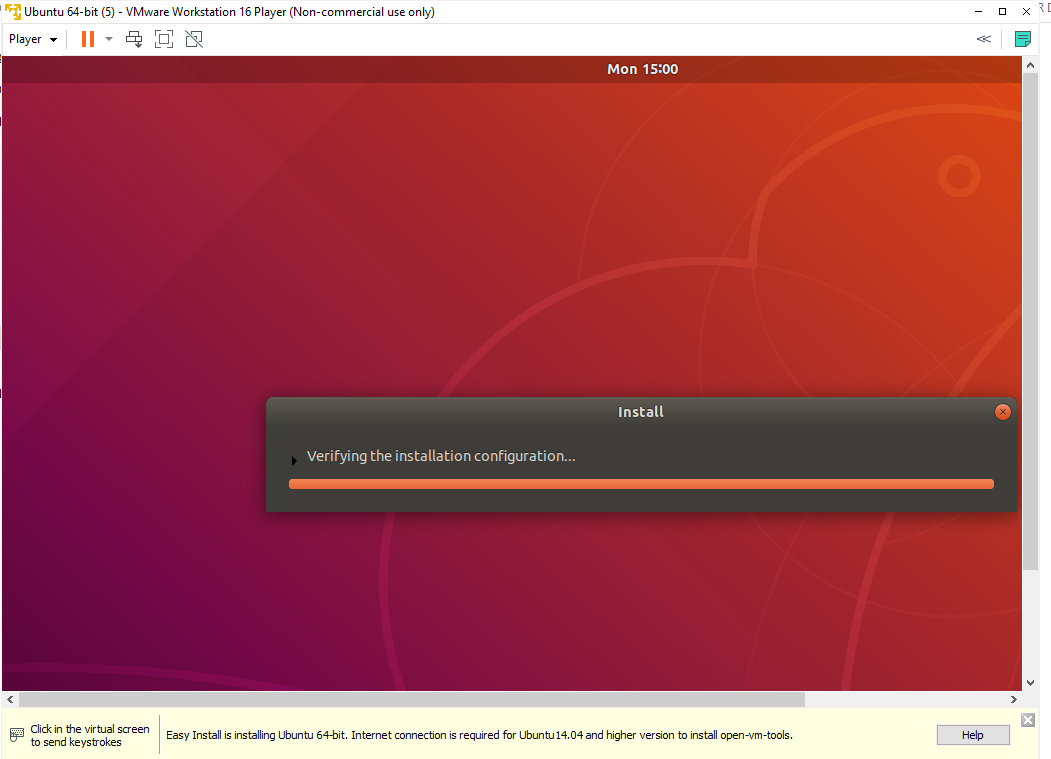 Ubuntu 64-bit (5) - VMware Workstation 16 Player (Non-commercial use only)
Player
Mon 15:00
Install
Verifying the installation configuration...
Click in the virtual screen
to send keystrokes
Easy Install is installing Ubuntu 64-bit. Internet connection is required for Ubuntu14.04 and higher version to install open-vm-tools.
Help